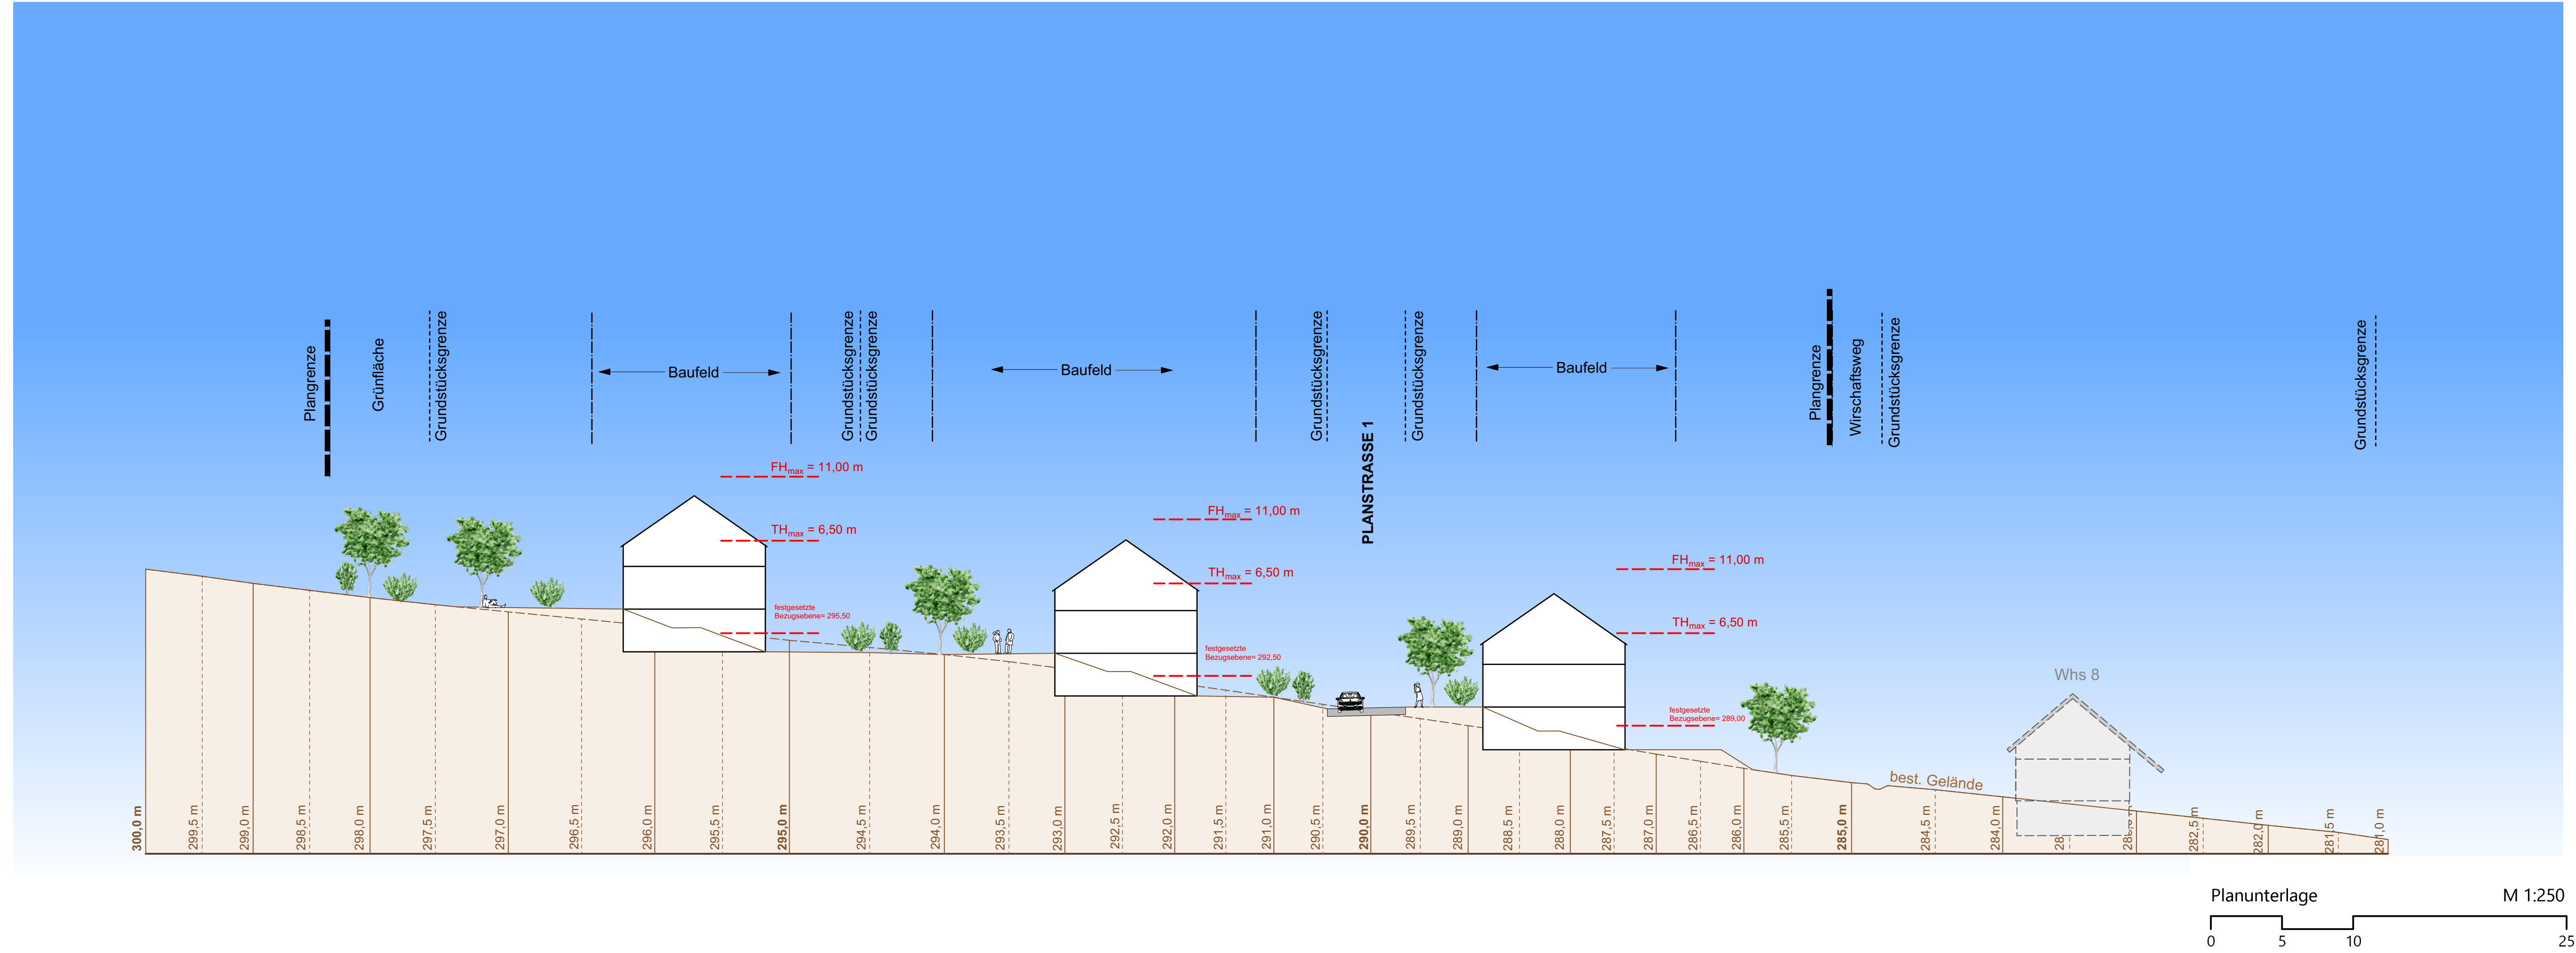 Plangrenze
Grünfläche
Grundstücksgrenze
Baufeld
Grundstücksgrenze
Grundstücksgrenze
Baufeld
Grundstücksgrenze
PLANSTRASSE 1
Grundstücksgrenze
Baufeld
Plangrenze
Wirschaftsweg
Grundstücksgrenze
Grundstücksgrenze
FHmax = 11,00 m
THmax = 6,50 m
festgesetzte
Bezugsebene= 295,50
FHmax = 11,00 m
THmax = 6,50 m
festgesetzte
Bezugsebene= 292,50
FHmax = 11,00 m
THmax = 6,50 m
festgesetzte
Bezugsebene= 289,00
Whs 8
best. Gelände
300,0 m
299,5 m
299,0 m
298,5 m
298,0 m
297,5 m
297,0 m
296,5 m
296,0 m
295,5 m
295,0 m
294,5 m
294,0 m
293,5 m
293,0 m
292,5 m
292,0 m
291,5 m
291,0 m
290,5 m
290,0 m
289,5 m
289,0 m
288,5 m
288,0 m
287,5 m
287,0 m
286,5 m
286,0 m
285,5 m
285,0 m
284,5 m
284,0 m
282,5 m
282,0 m
281,5 m
281,0 m
Planunterlage
M 1:250
0
5
10
25